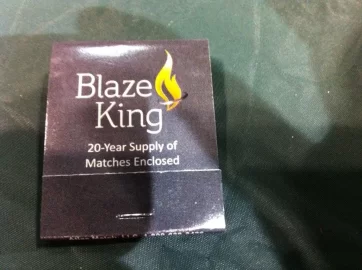 Blaze
King
20-Year Supply of
Matches Enclosed